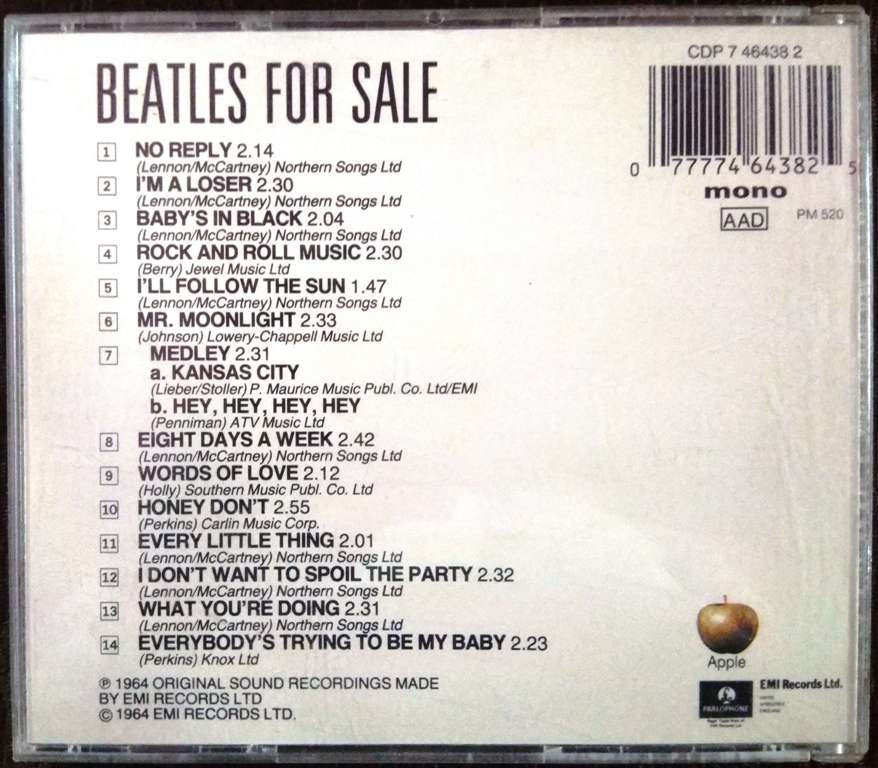 BEATLES FOR SALE
CDP 7 46438 2
0 77774 64382 5
mono
AAD PM 520
1 NO REPLY 2.14
(Lennon/McCartney) Northern Songs Ltd
2 I'M A LOSER 2.30
(Lennon/McCartney) Northern Songs Ltd
3 BABY'S IN BLACK 2.04
(Lennon/McCartney) Northern Songs Ltd
4 ROCK AND ROLL MUSIC 2.30
(Berry) Jewel Music Ltd
5 I'LL FOLLOW THE SUN 1.47
(Lennon/McCartney) Northern Songs Ltd
6 MR. MOONLIGHT 2.33
(Johnson) Lowery-Chappell Music Ltd
7 MEDLEY 2.31
a. KANSAS CITY
(Lieber/Stoller) P. Maurice Music Publ. Co. Ltd/EMI
b. HEY, HEY, HEY, HEY
(Penniman) ATV Music Ltd
8 EIGHT DAYS A WEEK 2.42
(Lennon/McCartney) Northern Songs Ltd
9 WORDS OF LOVE 2.12
(Holly) Southern Music Publ. Co. Ltd
10 HONEY DON'T 2.55
(Perkins) Carlin Music Corp.
11 EVERY LITTLE THING 2.01
(Lennon/McCartney) Northern Songs Ltd
12 I DON'T WANT TO SPOIL THE PARTY 2.32
(Lennon/McCartney) Northern Songs Ltd
13 WHAT YOU'RE DOING 2.31
(Lennon/McCartney) Northern Songs Ltd
14 EVERYBODY'S TRYING TO BE MY BABY 2.23
(Perkins) Knox Ltd
℗ 1964 ORIGINAL SOUND RECORDINGS MADE
BY EMI RECORDS LTD
© 1964 EMI RECORDS LTD.
Apple
PARLOPHONE
EMI Records Ltd.